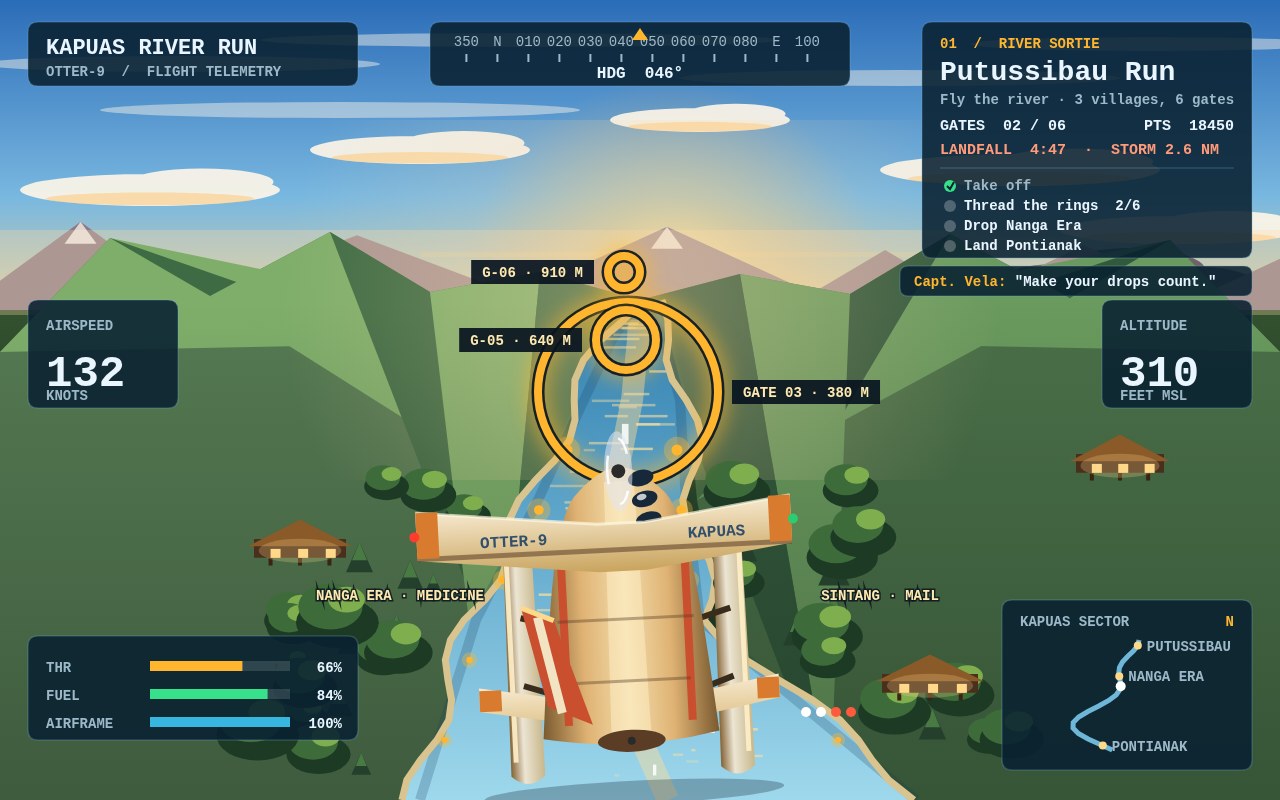 KAPUAS RIVER RUN
OTTER-9 / FLIGHT TELEMETRY
350 N 010 020 030 040 050 060 070 080 E 100
HDG 046°
01 / RIVER SORTIE
Putussibau Run
Fly the river · 3 villages, 6 gates
GATES 02 / 06 PTS 18450
LANDFALL 4:47 · STORM 2.6 NM
Take off
Thread the rings 2/6
Drop Nanga Era
Land Pontianak
Capt. Vela: "Make your drops count."
G-06 · 910 M
G-05 · 640 M
GATE 03 · 380 M
AIRSPEED
132
KNOTS
ALTITUDE
310
FEET MSL
OTTER-9 KAPUAS
NANGA ERA · MEDICINE
SINTANG · MAIL
THR 66%
FUEL 84%
AIRFRAME 100%
KAPUAS SECTOR N
PUTUSSIBAU
NANGA ERA
PONTIANAK